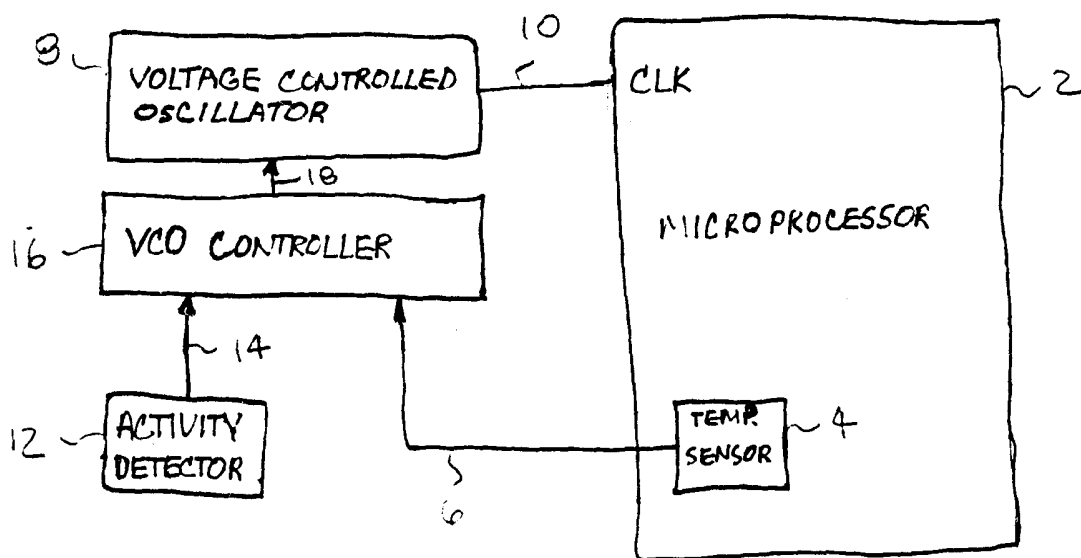 8
VOLTAGE CONTROLLED
OSCILLATOR
10
CLK
2
18
16
VCO CONTROLLER
MICROPROCESSOR
14
12
ACTIVITY
DETECTOR
TEMP.
SENSOR
4
6